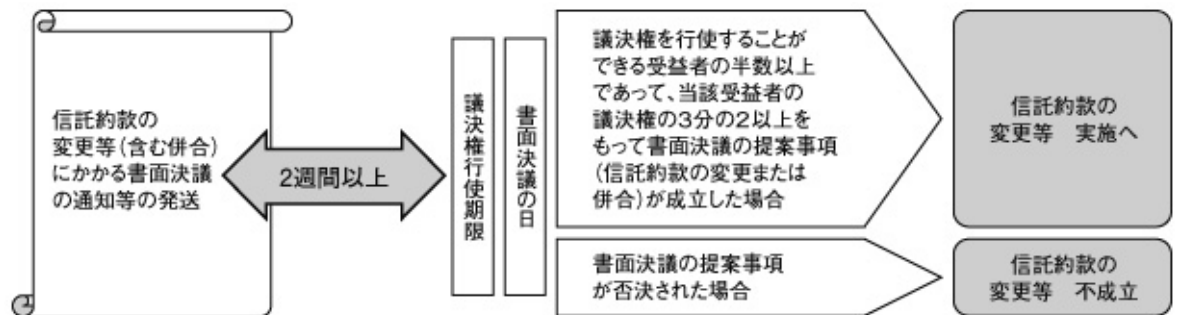 信託約款の
変更等(含む併合)
にかかる書面決議
の通知等の発送
2週間以上
議決権行使期限
書面決議の日
議決権を行使することが
できる受益者の半数以上
であって、当該受益者の
議決権の3分の2以上を
もって書面決議の提案事項
(信託約款の変更または
併合)が成立した場合
信託約款の
変更等 実施へ
書面決議の提案事項
が否決された場合
信託約款の
変更等 不成立